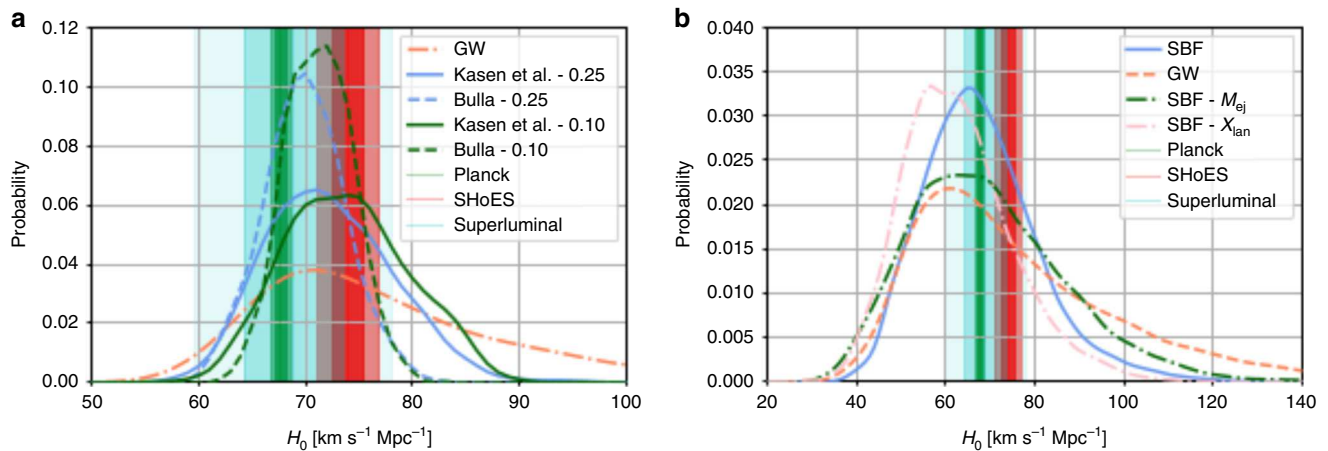 a
0.12
0.10
0.08
0.06
0.04
0.02
0.00
Probability
50
60
70
80
90
100
H₀ [km s⁻¹ Mpc⁻¹]
GW
Kasen et al. - 0.25
Bulla - 0.25
Kasen et al. - 0.10
Bulla - 0.10
Planck
SHoES
Superluminal
b
0.040
0.035
0.030
0.025
0.020
0.015
0.010
0.005
0.000
Probability
20
40
60
80
100
120
140
H₀ [km s⁻¹ Mpc⁻¹]
SBF
GW
SBF - Mej
SBF - Xlan
Planck
SHoES
Superluminal